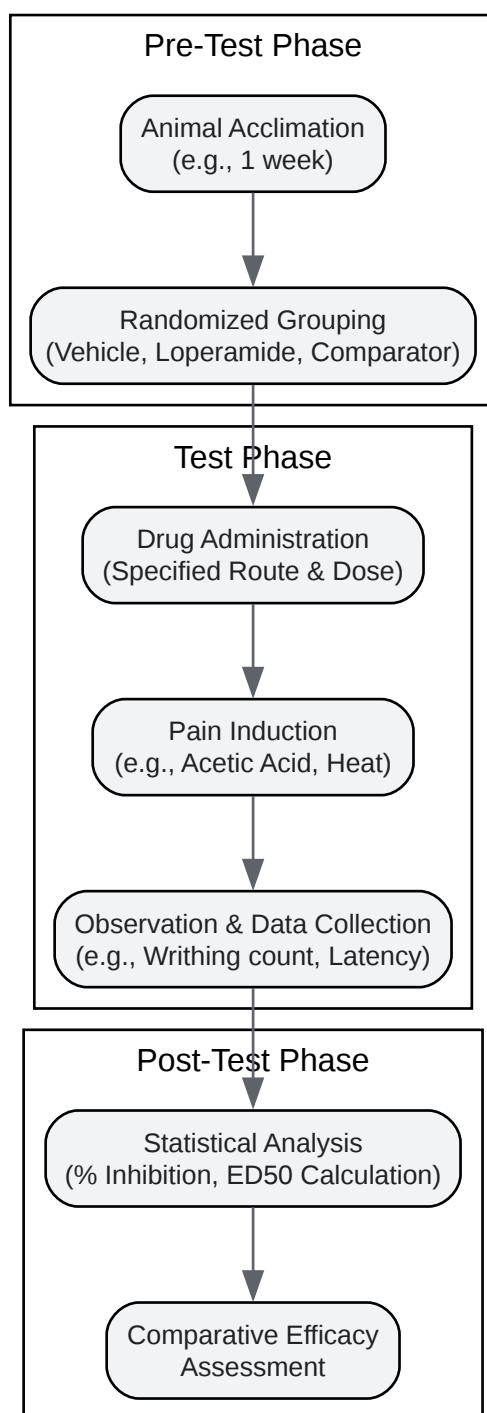 Pre-Test Phase
Animal Acclimation
(e.g., 1 week)
Randomized Grouping
(Vehicle, Loperamide, Comparator)
Test Phase
Drug Administration
(Specified Route & Dose)
Pain Induction
(e.g., Acetic Acid, Heat)
Observation & Data Collection
(e.g., Writhing count, Latency)
Post-Test Phase
Statistical Analysis
(% Inhibition, ED50 Calculation)
Comparative Efficacy
Assessment